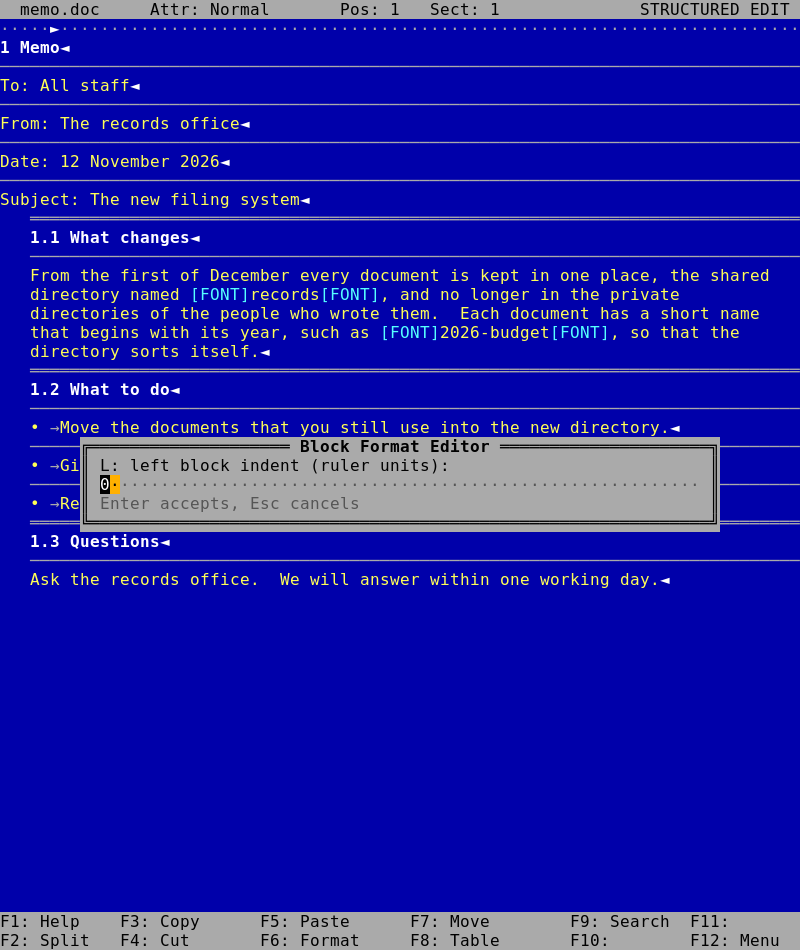 memo.doc Attr: Normal Pos: 1 Sect: 1 STRUCTURED EDIT
1 Memo◄
To: All staff◄
From: The records office◄
Date: 12 November 2026◄
Subject: The new filing system◄
1.1 What changes◄
From the first of December every document is kept in one place, the shared
directory named [FONT]records[FONT], and no longer in the private
directories of the people who wrote them.  Each document has a short name
that begins with its year, such as [FONT]2026-budget[FONT], so that the
directory sorts itself.◄
1.2 What to do◄
• →Move the documents that you still use into the new directory.◄
Block Format Editor
• →Gi
L: left block indent (ruler units):
0
• →Re
Enter accepts, Esc cancels
1.3 Questions◄
Ask the records office.  We will answer within one working day.◄
F1: Help F3: Copy F5: Paste F7: Move F9: Search F11:
F2: Split F4: Cut F6: Format F8: Table F10: F12: Menu